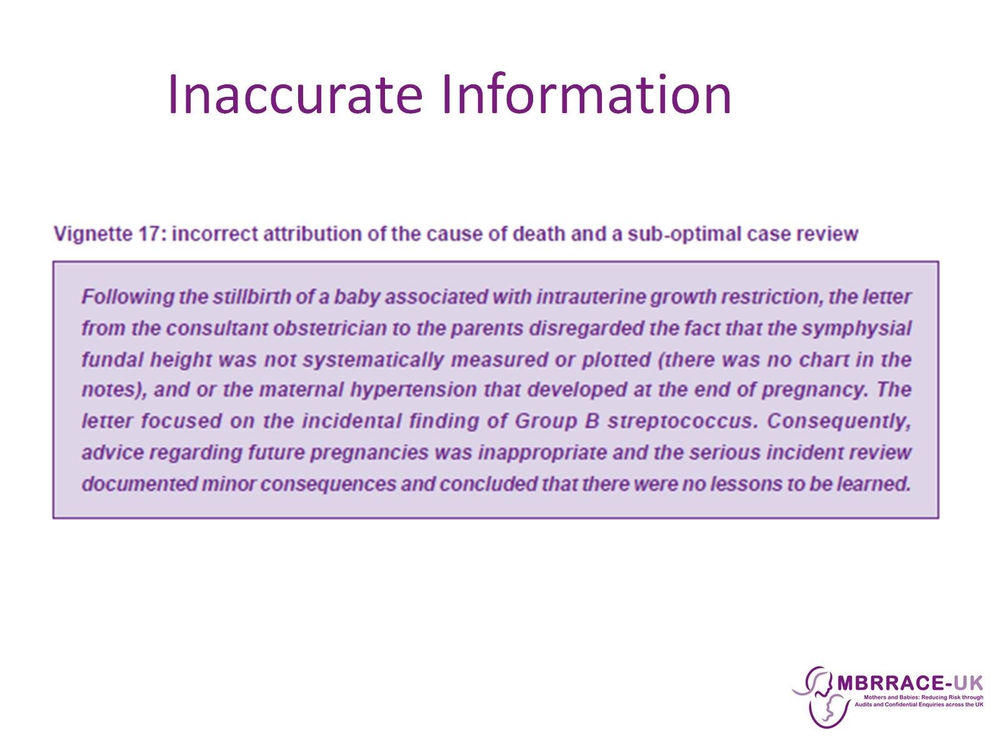 Inaccurate Information
Vignette 17: incorrect attribution of the cause of death and a sub-optimal case review
Following the stillbirth of a baby associated with intrauterine growth restriction, the letter
from the consultant obstetrician to the parents disregarded the fact that the symphysial
fundal height was not systematically measured or plotted (there was no chart in the
notes), and or the maternal hypertension that developed at the end of pregnancy. The
letter focused on the incidental finding of Group B streptococcus. Consequently,
advice regarding future pregnancies was inappropriate and the serious incident review
documented minor consequences and concluded that there were no lessons to be learned.
MBRRACE-UK
Mothers and Babies: Reducing Risk through
Audits and Confidential Enquiries across the UK